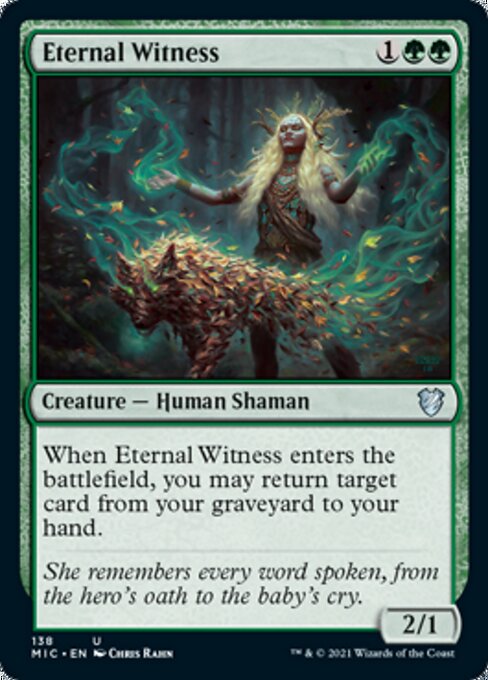 Eternal Witness 1
Creature — Human Shaman
When Eternal Witness enters the
battlefield, you may return target
card from your graveyard to your
hand.
She remembers every word spoken, from
the hero's oath to the baby's cry.
2/1
138 U
MIC • EN Chris Rahn
™ & © 2021 Wizards of the Coast